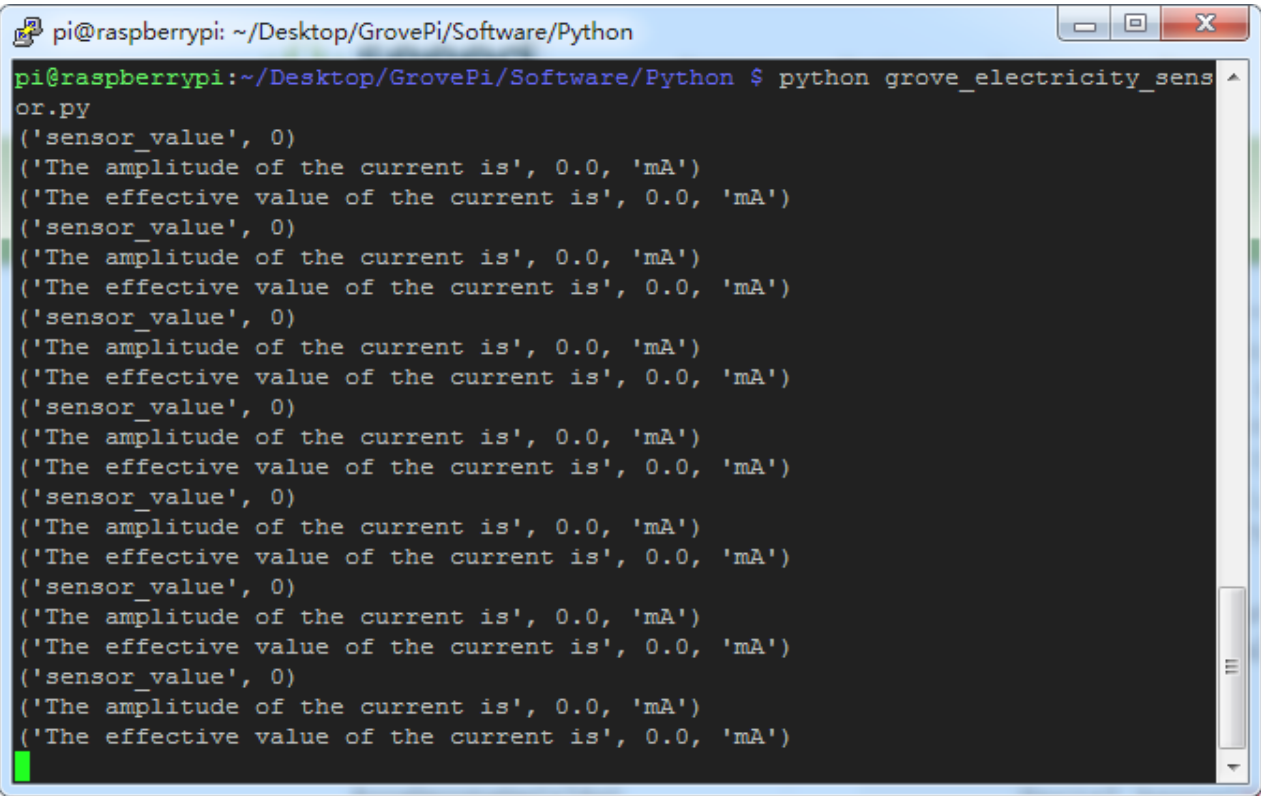 pi@raspberrypi: ~/Desktop/GrovePi/Software/Python
pi@raspberrypi:~/Desktop/GrovePi/Software/Python $ python grove_electricity_sens
or.py
('sensor_value', 0)
('The amplitude of the current is', 0.0, 'mA')
('The effective value of the current is', 0.0, 'mA')
('sensor_value', 0)
('The amplitude of the current is', 0.0, 'mA')
('The effective value of the current is', 0.0, 'mA')
('sensor_value', 0)
('The amplitude of the current is', 0.0, 'mA')
('The effective value of the current is', 0.0, 'mA')
('sensor_value', 0)
('The amplitude of the current is', 0.0, 'mA')
('The effective value of the current is', 0.0, 'mA')
('sensor_value', 0)
('The amplitude of the current is', 0.0, 'mA')
('The effective value of the current is', 0.0, 'mA')
('sensor_value', 0)
('The amplitude of the current is', 0.0, 'mA')
('The effective value of the current is', 0.0, 'mA')
('sensor_value', 0)
('The amplitude of the current is', 0.0, 'mA')
('The effective value of the current is', 0.0, 'mA')